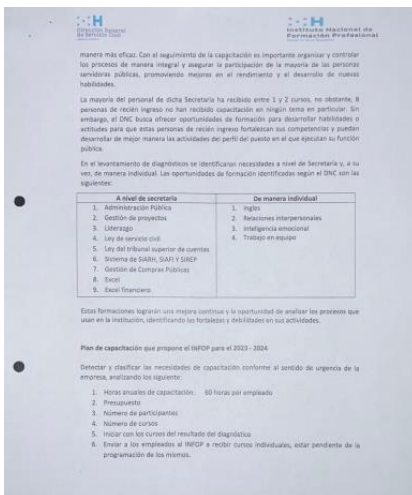 Dirección General
de Servicio Civil
Instituto Nacional de
Formación Profesional
manera más eficaz. Con el seguimiento de la capacitación es importante organizar y controlar
los procesos de manera integral y asegurar la participación de la mayoría de las personas
servidoras públicas, promoviendo mejoras en el rendimiento y el desarrollo de nuevas
habilidades.
La mayoría del personal de dicha Secretaría ha recibido entre 1 y 2 cursos, no obstante, 8
personas de recién ingreso no han recibido capacitación en ningún tema en particular. Sin
embargo, el DNC busca ofrecer oportunidades de formación para desarrollar habilidades o
actitudes para que estas personas de recién ingreso fortalezcan sus competencias y puedan
desarrollar de mejor manera las actividades del perfil del puesto en el que ejecutan su función
pública.
En el levantamiento de diagnósticos se identificaron necesidades a nivel de Secretaría y, a su
vez, de manera individual. Las oportunidades de formación identificadas según el DNC son las
siguientes:
A nivel de secretaría
1. Administración Pública
2. Gestión de proyectos
3. Liderazgo
4. Ley de servicio civil
5. Ley del tribunal superior de cuentas
6. Sistema de SIARH, SIAFI Y SIREP
7. Gestión de Compras Públicas
8. Excel
9. Excel financiero
De manera individual
1. Ingles
2. Relaciones interpersonales
3. Inteligencia emocional
4. Trabajo en equipo
Estas formaciones lograrán una mejora continua y la oportunidad de analizar los procesos que
usan en la institución, identificando las fortalezas y debilidades en sus actividades.
Plan de capacitación que propone el INFOP para el 2023 - 2024
Detectar y clasificar las necesidades de capacitación conforme al sentido de urgencia de la
empresa, analizando los siguiente:
1. Horas anuales de capacitación: 60 horas por empleado
2. Presupuesto
3. Número de participantes
4. Número de cursos
5. Iniciar con los cursos del resultado del diagnóstico
6. Enviar a los empleados al INFOP a recibir cursos individuales, estar pendiente de la
programación de los mismos.